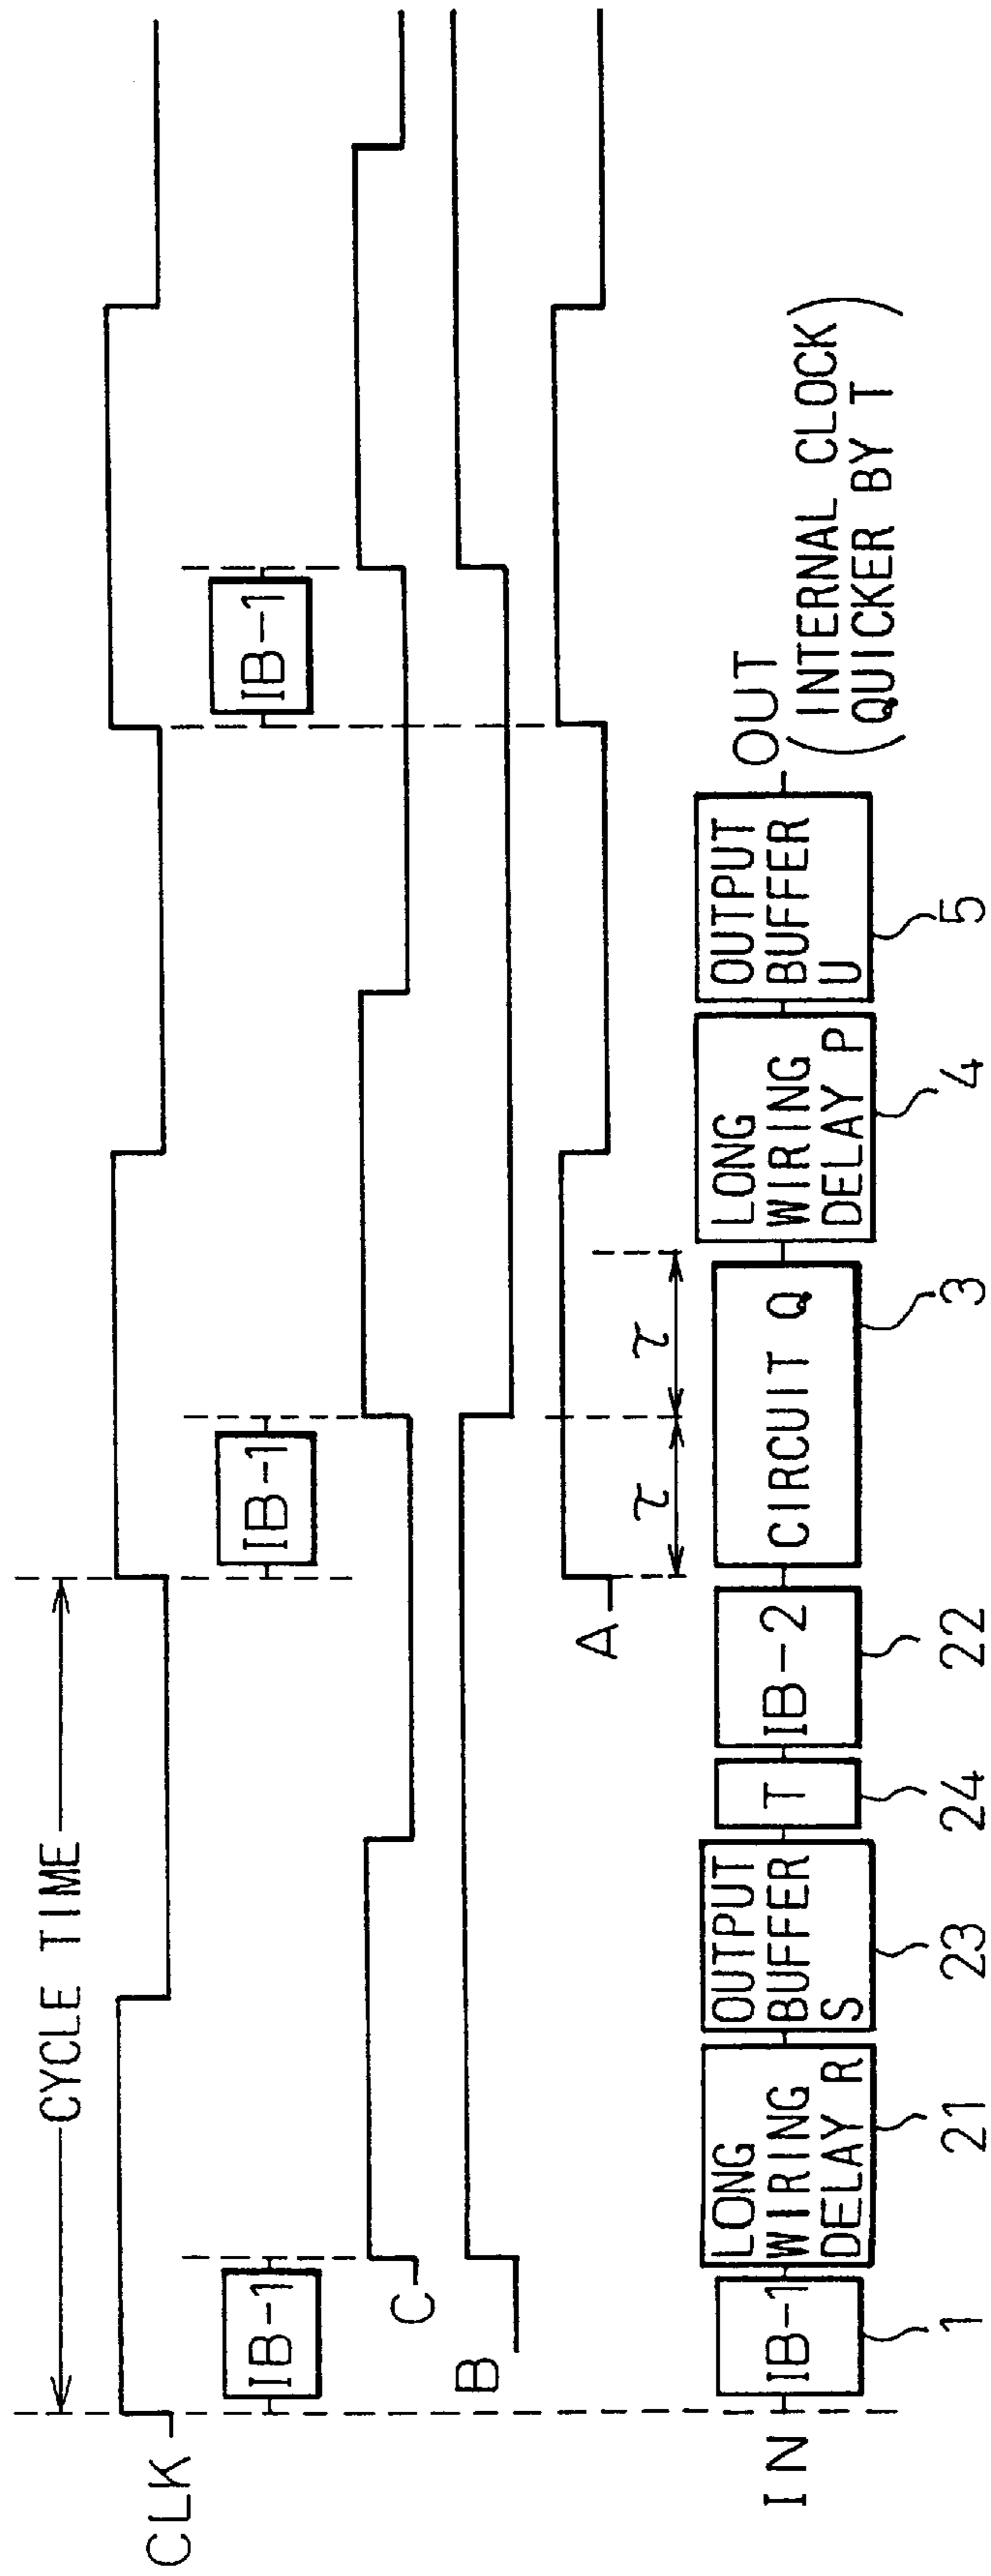 CYCLE TIME
CLK
IB-1
IB-1
IB-1
C
B
A
τ
τ
IN
IB-1
LONG
WIRING
DELAY R
OUTPUT
BUFFER
S
T
IB-2
CIRCUIT Q
LONG
WIRING
DELAY P
OUTPUT
BUFFER
U
OUT
(INTERNAL CLOCK
QUICKER BY T)
1
21
23
24
22
3
4
5